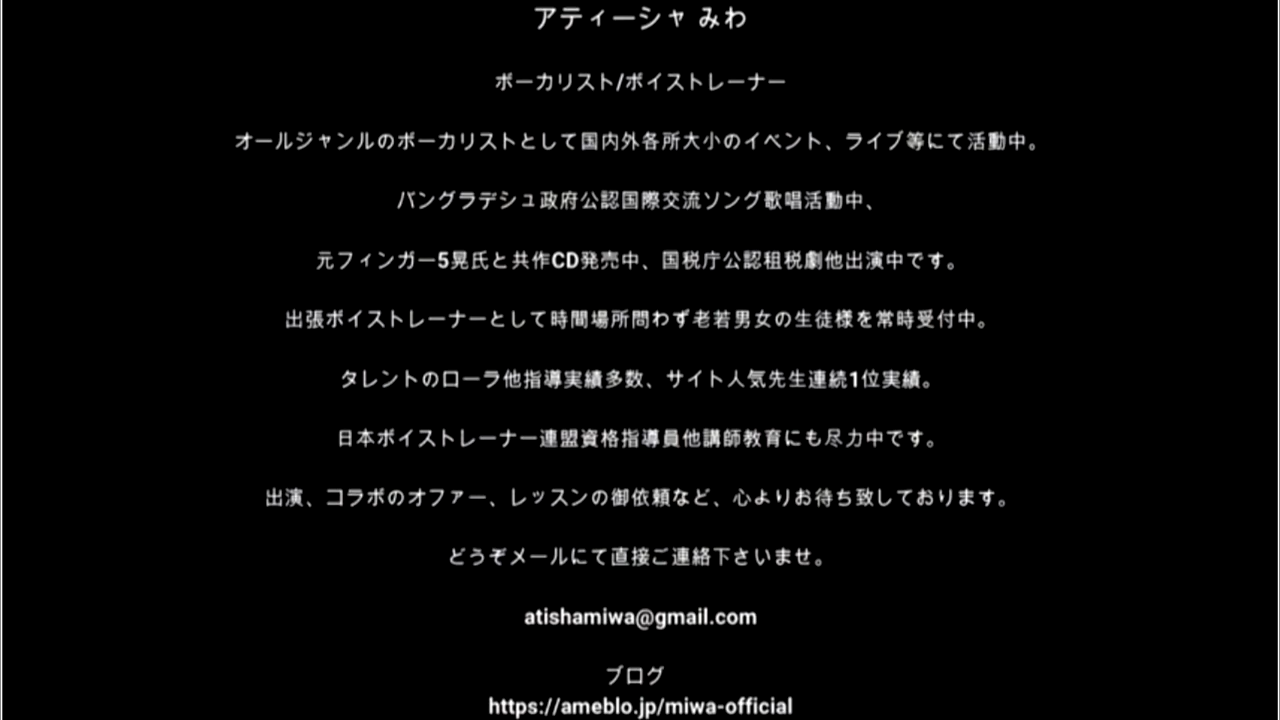 アティーシャ みわ
ボーカリスト/ボイストレーナー
オールジャンルのボーカリストとして国内外各所大小のイベント、ライブ等にて活動中。
バングラデシュ政府公認国際交流ソング歌唱活動中、
元フィンガー5晃氏と共作CD発売中、国税庁公認租税劇他出演中です。
出張ボイストレーナーとして時間場所問わず老若男女の生徒様を常時受付中。
タレントのローラ他指導実績多数、サイト人気先生連続1位実績。
日本ボイストレーナー連盟資格指導員他講師教育にも尽力中です。
出演、コラボのオファー、レッスンの御依頼など、心よりお待ち致しております。
どうぞメールにて直接ご連絡下さいませ。
atishamiwa@gmail.com
ブログ
https://ameblo.jp/miwa-official